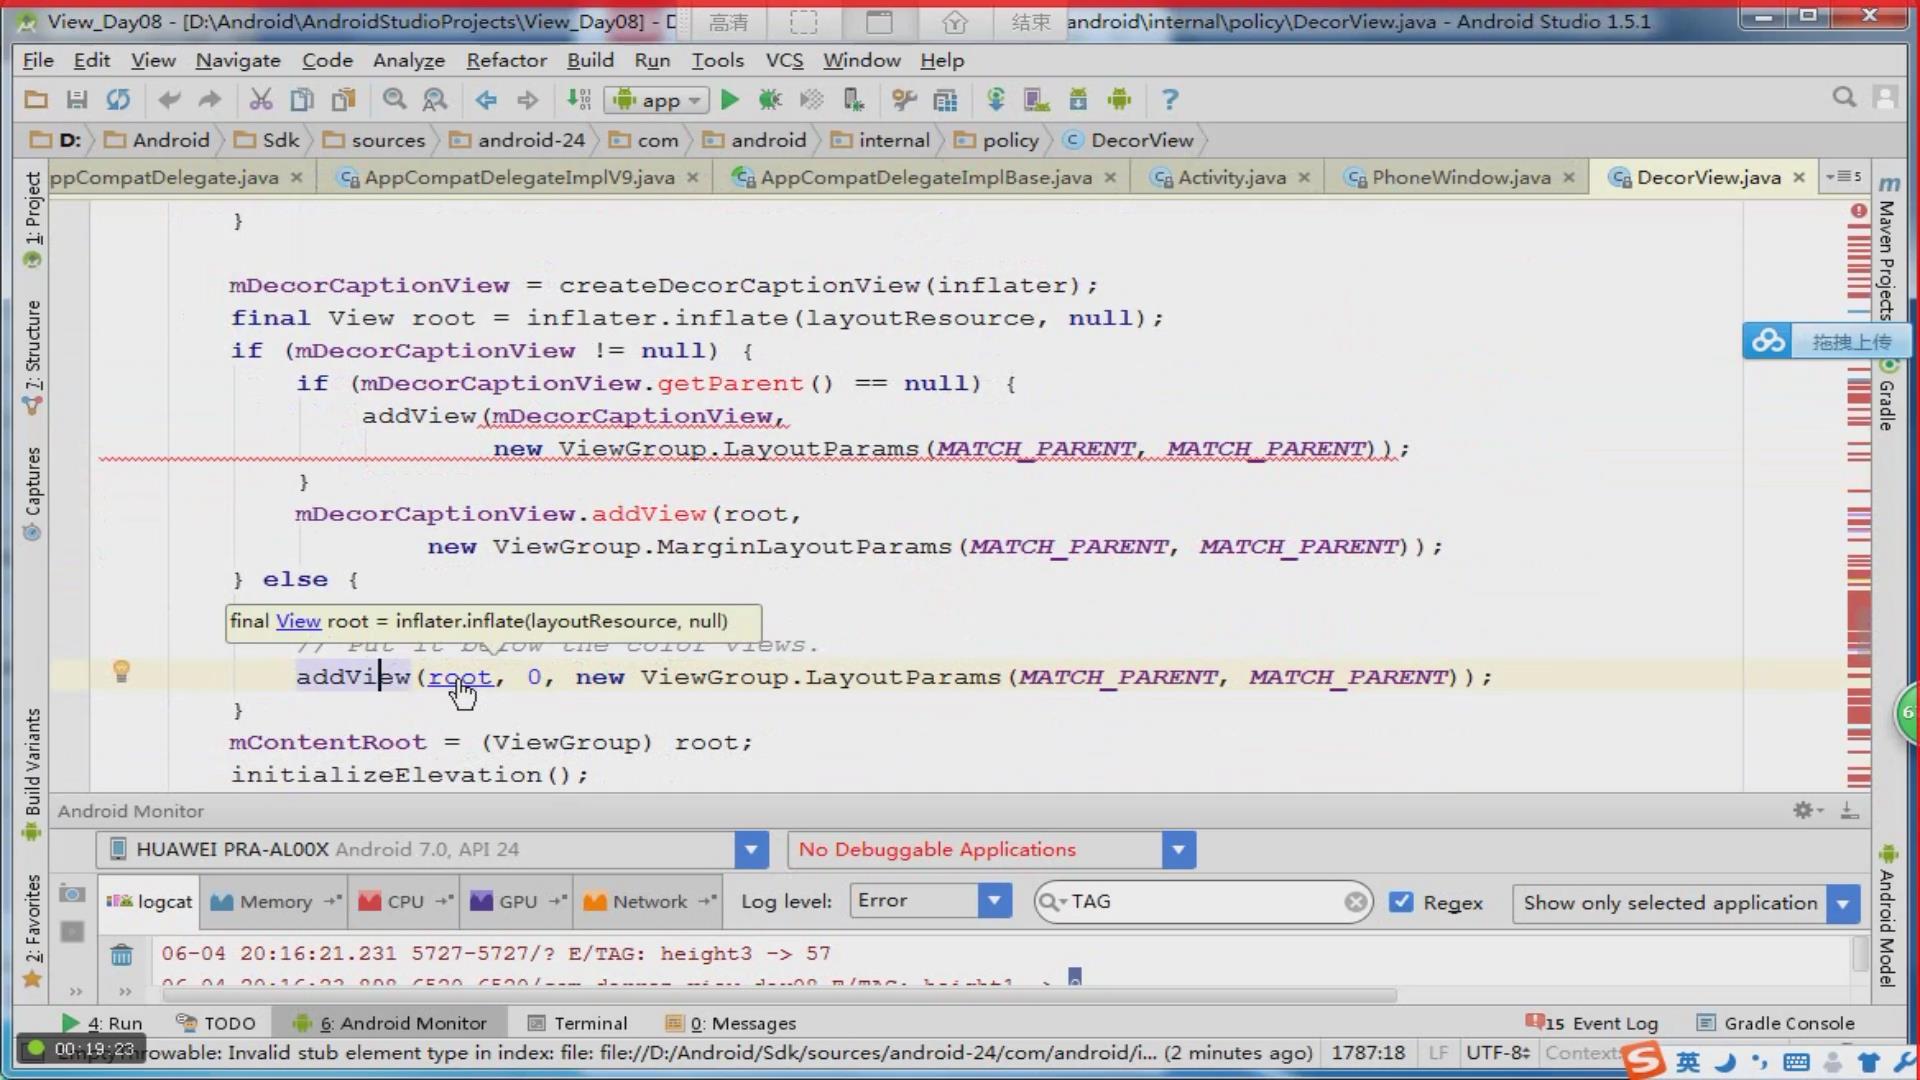 View_Day08 - [D:\Android\AndroidStudioProjects\View_Day08] - D 高清 结束 android\internal\policy\DecorView.java - Android Studio 1.5.1
File Edit View Navigate Code Analyze Refactor Build Run Tools VCS Window Help
app
D: Android Sdk sources android-24 com android internal policy DecorView
ppCompatDelegate.java AppCompatDelegateImplV9.java AppCompatDelegateImplBase.java Activity.java PhoneWindow.java DecorView.java 5
1: Project
7: Structure
Captures
Build Variants
2: Favorites
Maven Projects
Gradle
Android Model
拖拽上传
}
mDecorCaptionView = createDecorCaptionView(inflater);
final View root = inflater.inflate(layoutResource, null);
if (mDecorCaptionView != null) {
if (mDecorCaptionView.getParent() == null) {
addView(mDecorCaptionView,
new ViewGroup.LayoutParams(MATCH_PARENT, MATCH_PARENT));
}
mDecorCaptionView.addView(root,
new ViewGroup.MarginLayoutParams(MATCH_PARENT, MATCH_PARENT));
} else {
final View root = inflater.inflate(layoutResource, null)
// Put it below the color views.
addView(root, 0, new ViewGroup.LayoutParams(MATCH_PARENT, MATCH_PARENT));
}
mContentRoot = (ViewGroup) root;
initializeElevation();
Android Monitor
HUAWEI PRA-AL00X Android 7.0, API 24 No Debuggable Applications
logcat Memory CPU GPU Network Log level: Error TAG Regex Show only selected application
06-04 20:16:21.231 5727-5727/? E/TAG: height3 -> 57
4: Run TODO 6: Android Monitor Terminal 0: Messages 15 Event Log Gradle Console
00:19:23 hrowable: Invalid stub element type in index: file: file://D:/Android/Sdk/sources/android-24/com/android/i... (2 minutes ago) 1787:18 LF UTF-8 Context: 英